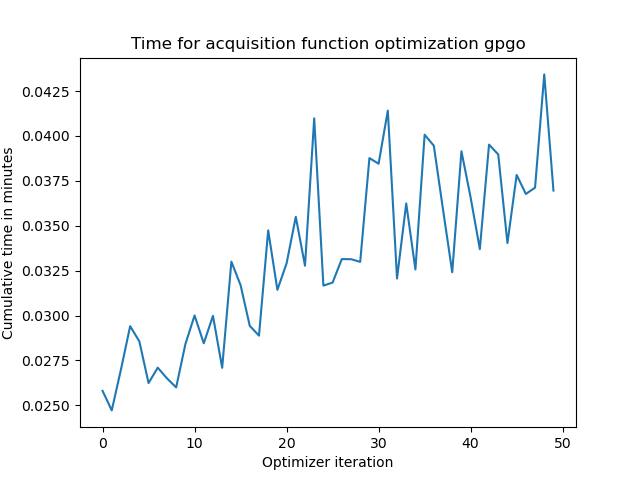 Time for acquisition function optimization gpgo
Cumulative time in minutes
0.0425
0.0400
0.0375
0.0350
0.0325
0.0300
0.0275
0.0250
0 10 20 30 40 50
Optimizer iteration